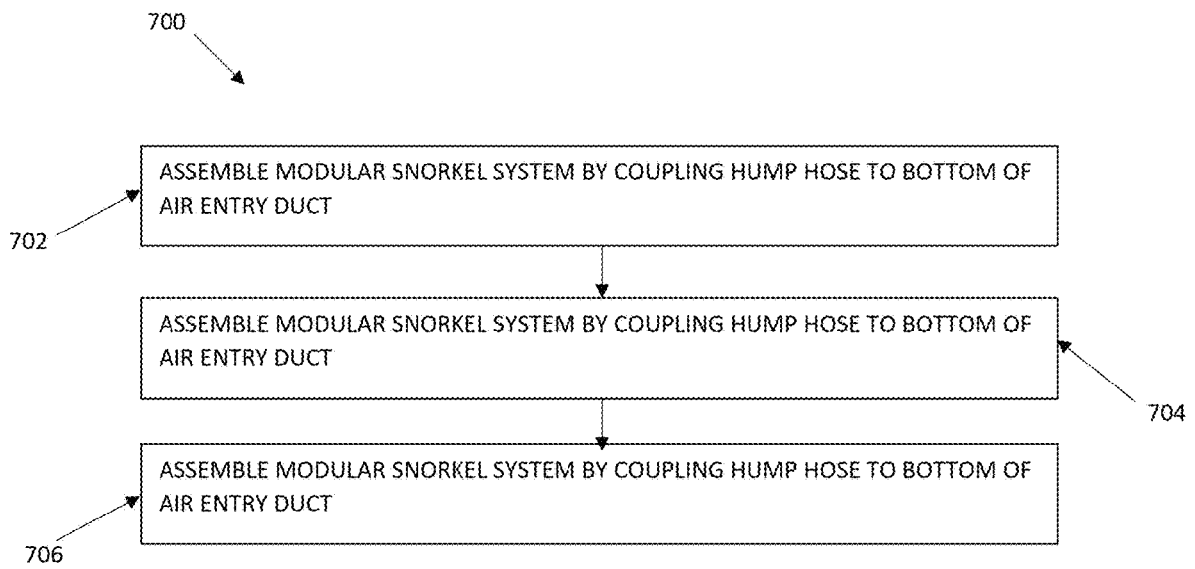 700
ASSEMBLE MODULAR SNORKEL SYSTEM BY COUPLING HUMP HOSE TO BOTTOM OF
AIR ENTRY DUCT
702
ASSEMBLE MODULAR SNORKEL SYSTEM BY COUPLING HUMP HOSE TO BOTTOM OF
AIR ENTRY DUCT
704
ASSEMBLE MODULAR SNORKEL SYSTEM BY COUPLING HUMP HOSE TO BOTTOM OF
AIR ENTRY DUCT
706